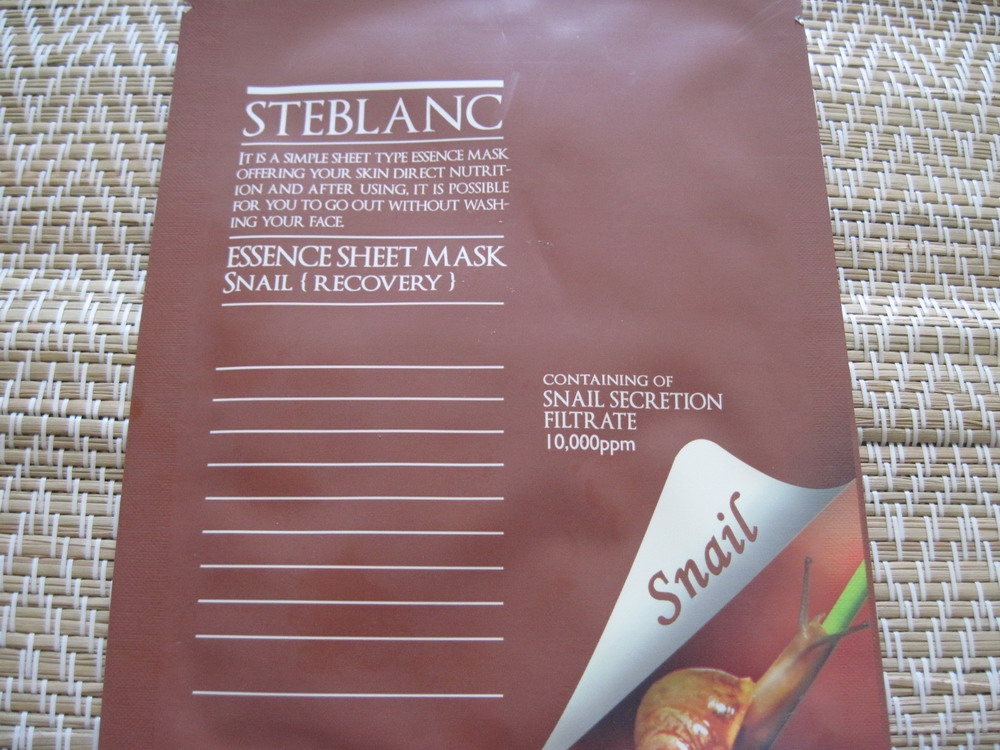 STEBLANC
IT IS A SIMPLE SHEET TYPE ESSENCE MASK
OFFERING YOUR SKIN DIRECT NUTRIT-
ION AND AFTER USING, IT IS POSSIBLE
FOR YOU TO GO OUT WITHOUT WASH-
ING YOUR FACE.
ESSENCE SHEET MASK
SNAIL { RECOVERY }
CONTAINING OF
SNAIL SECRETION
FILTRATE
10,000ppm
Snail